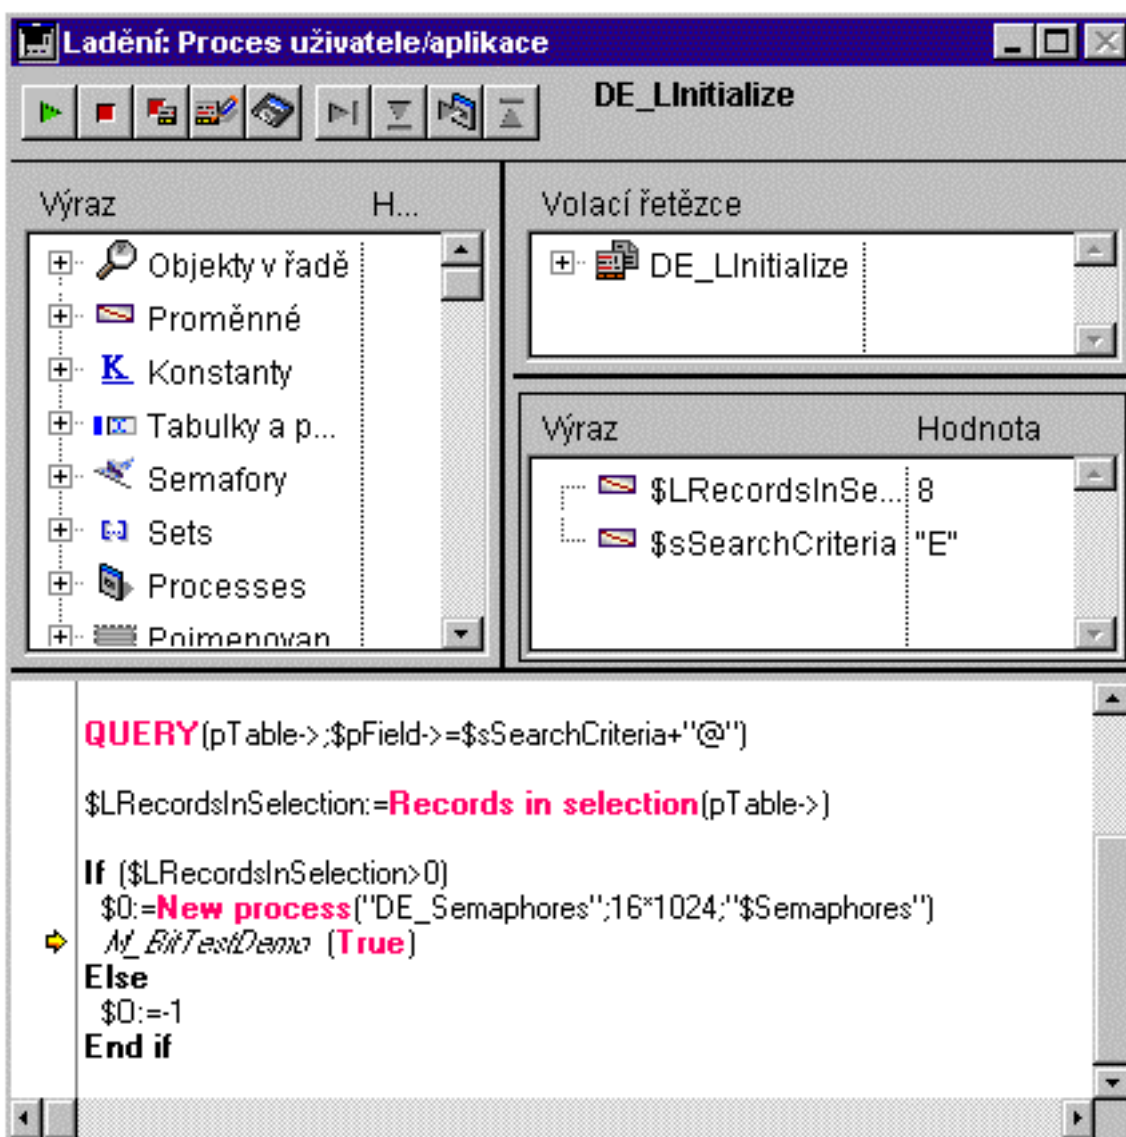 Ladění: Proces uživatele/aplikace
DE_LInitialize
Výraz H...
Objekty v řadě
Proměnné
Konstanty
Tabulky a p...
Semafory
Sets
Processes
Pojmenovan
Volací řetězce
DE_LInitialize
Výraz Hodnota
$LRecordsInSe... 8
$sSearchCriteria "E"
QUERY(pTable->;$pField->=$sSearchCriteria+"@")
$LRecordsInSelection:=Records in selection(pTable->)
If ($LRecordsInSelection>0)
$0:=New process("DE_Semaphores";16*1024;"$Semaphores")
M_BitTestDemo (True)
Else
$0:=-1
End if